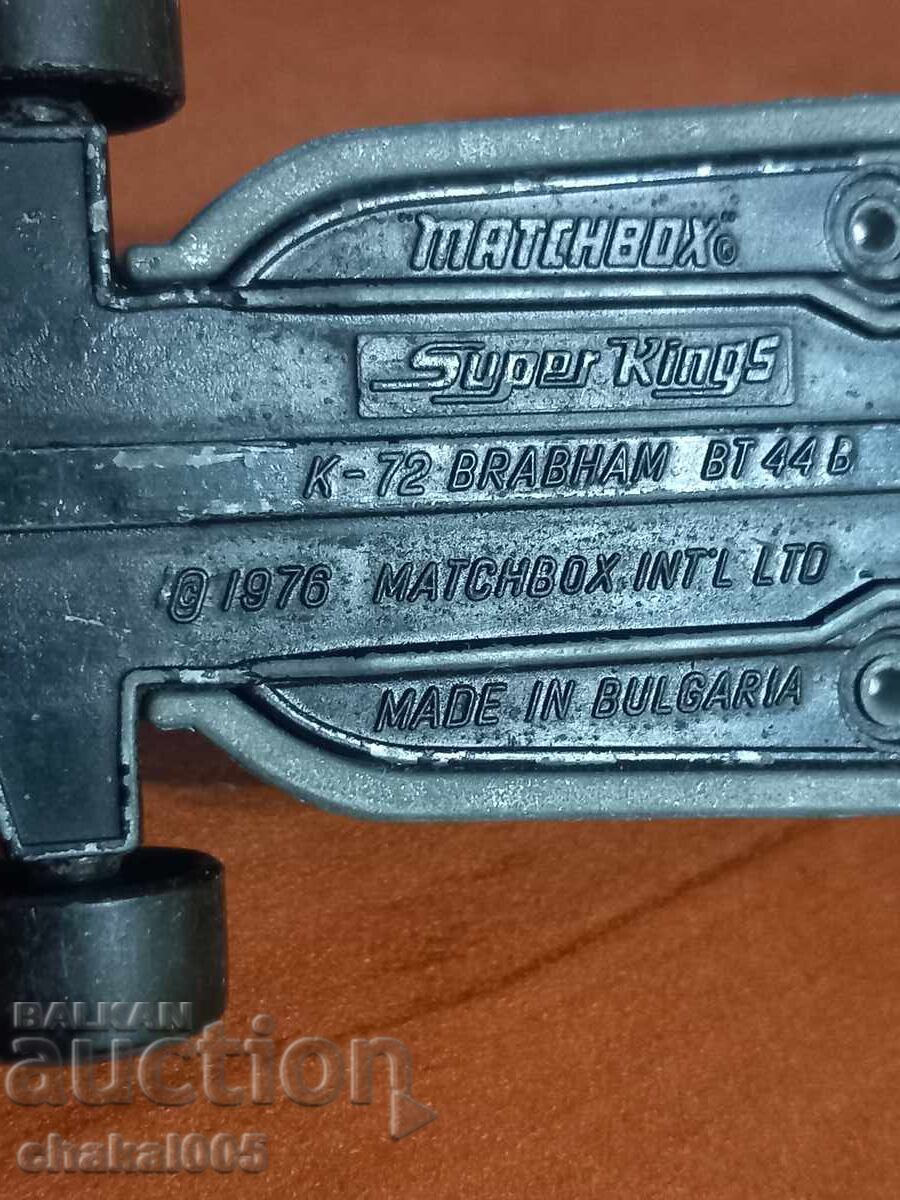 "MATCHBOX" ©
Super Kings
K-72 BRABHAM BT 44 B
© 1976 MATCHBOX INT'L LTD
MADE IN BULGARIA
BALKAN
auction
chakal005